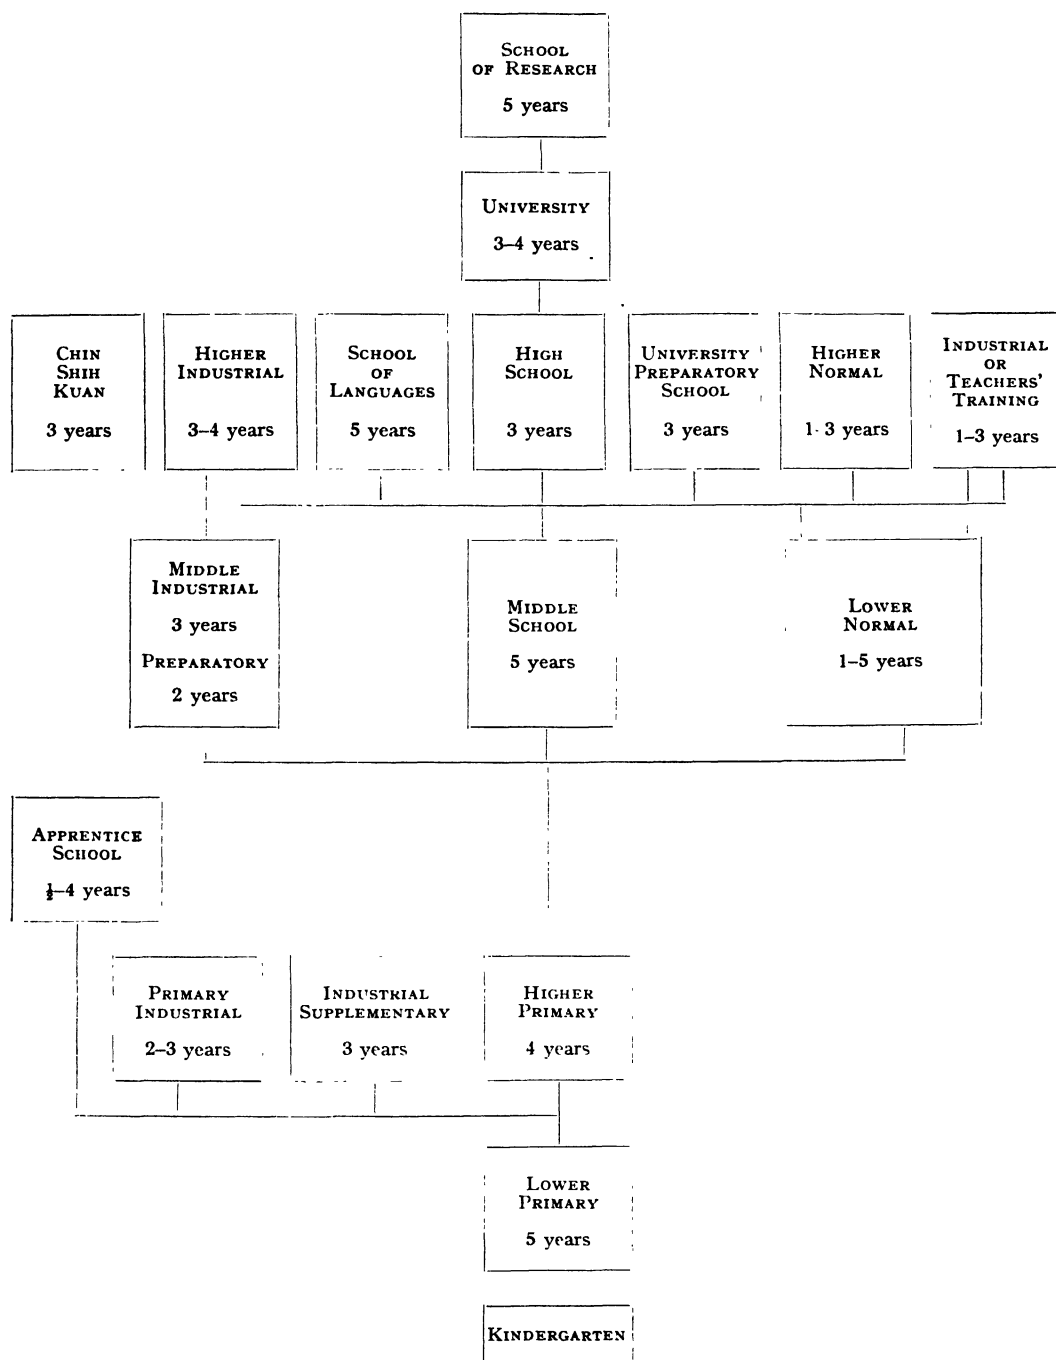 SCHOOL
OF RESEARCH
5 years
UNIVERSITY
3–4 years
CHIN
SHIH
KUAN
3 years
HIGHER
INDUSTRIAL
3–4 years
SCHOOL
OF
LANGUAGES
5 years
HIGH
SCHOOL
3 years
UNIVERSITY
PREPARATORY
SCHOOL
3 years
HIGHER
NORMAL
1–3 years
INDUSTRIAL
OR
TEACHERS'
TRAINING
1–3 years
MIDDLE
INDUSTRIAL
3 years
PREPARATORY
2 years
MIDDLE
SCHOOL
5 years
LOWER
NORMAL
1–5 years
APPRENTICE
SCHOOL
½–4 years
PRIMARY
INDUSTRIAL
2–3 years
INDUSTRIAL
SUPPLEMENTARY
3 years
HIGHER
PRIMARY
4 years
LOWER
PRIMARY
5 years
KINDERGARTEN